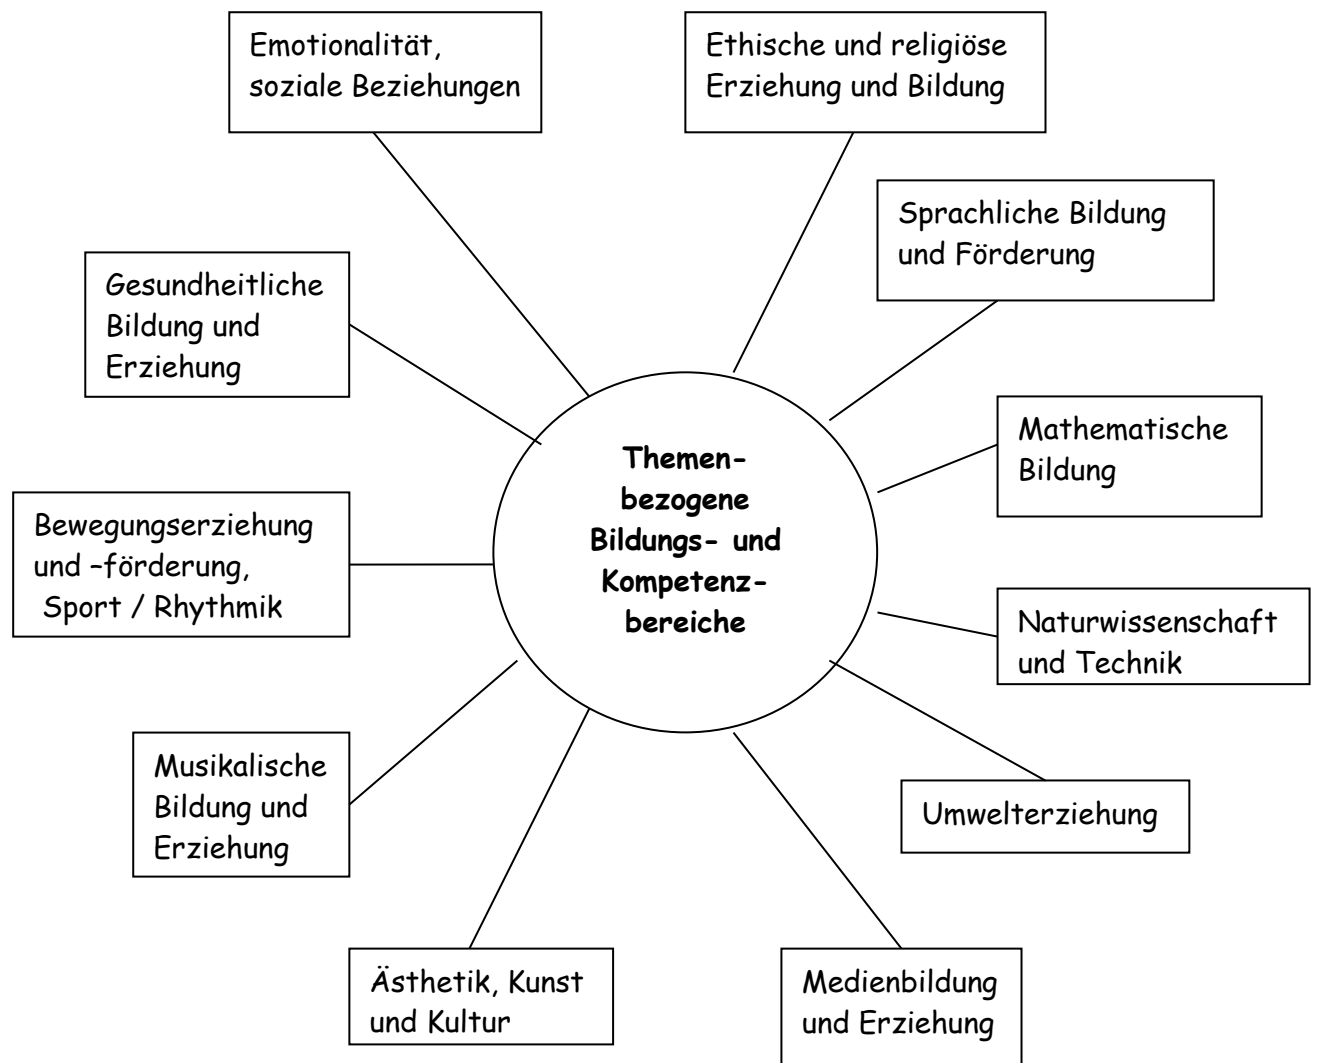 Emotionalität,
soziale Beziehungen
Ethische und religiöse
Erziehung und Bildung
Sprachliche Bildung
und Förderung
Gesundheitliche
Bildung und
Erziehung
Mathematische
Bildung
Themen-
bezogene
Bildungs- und
Kompetenz-
bereiche
Bewegungserziehung
und –förderung,
Sport / Rhythmik
Naturwissenschaft
und Technik
Musikalische
Bildung und
Erziehung
Umwelterziehung
Ästhetik, Kunst
und Kultur
Medienbildung
und Erziehung